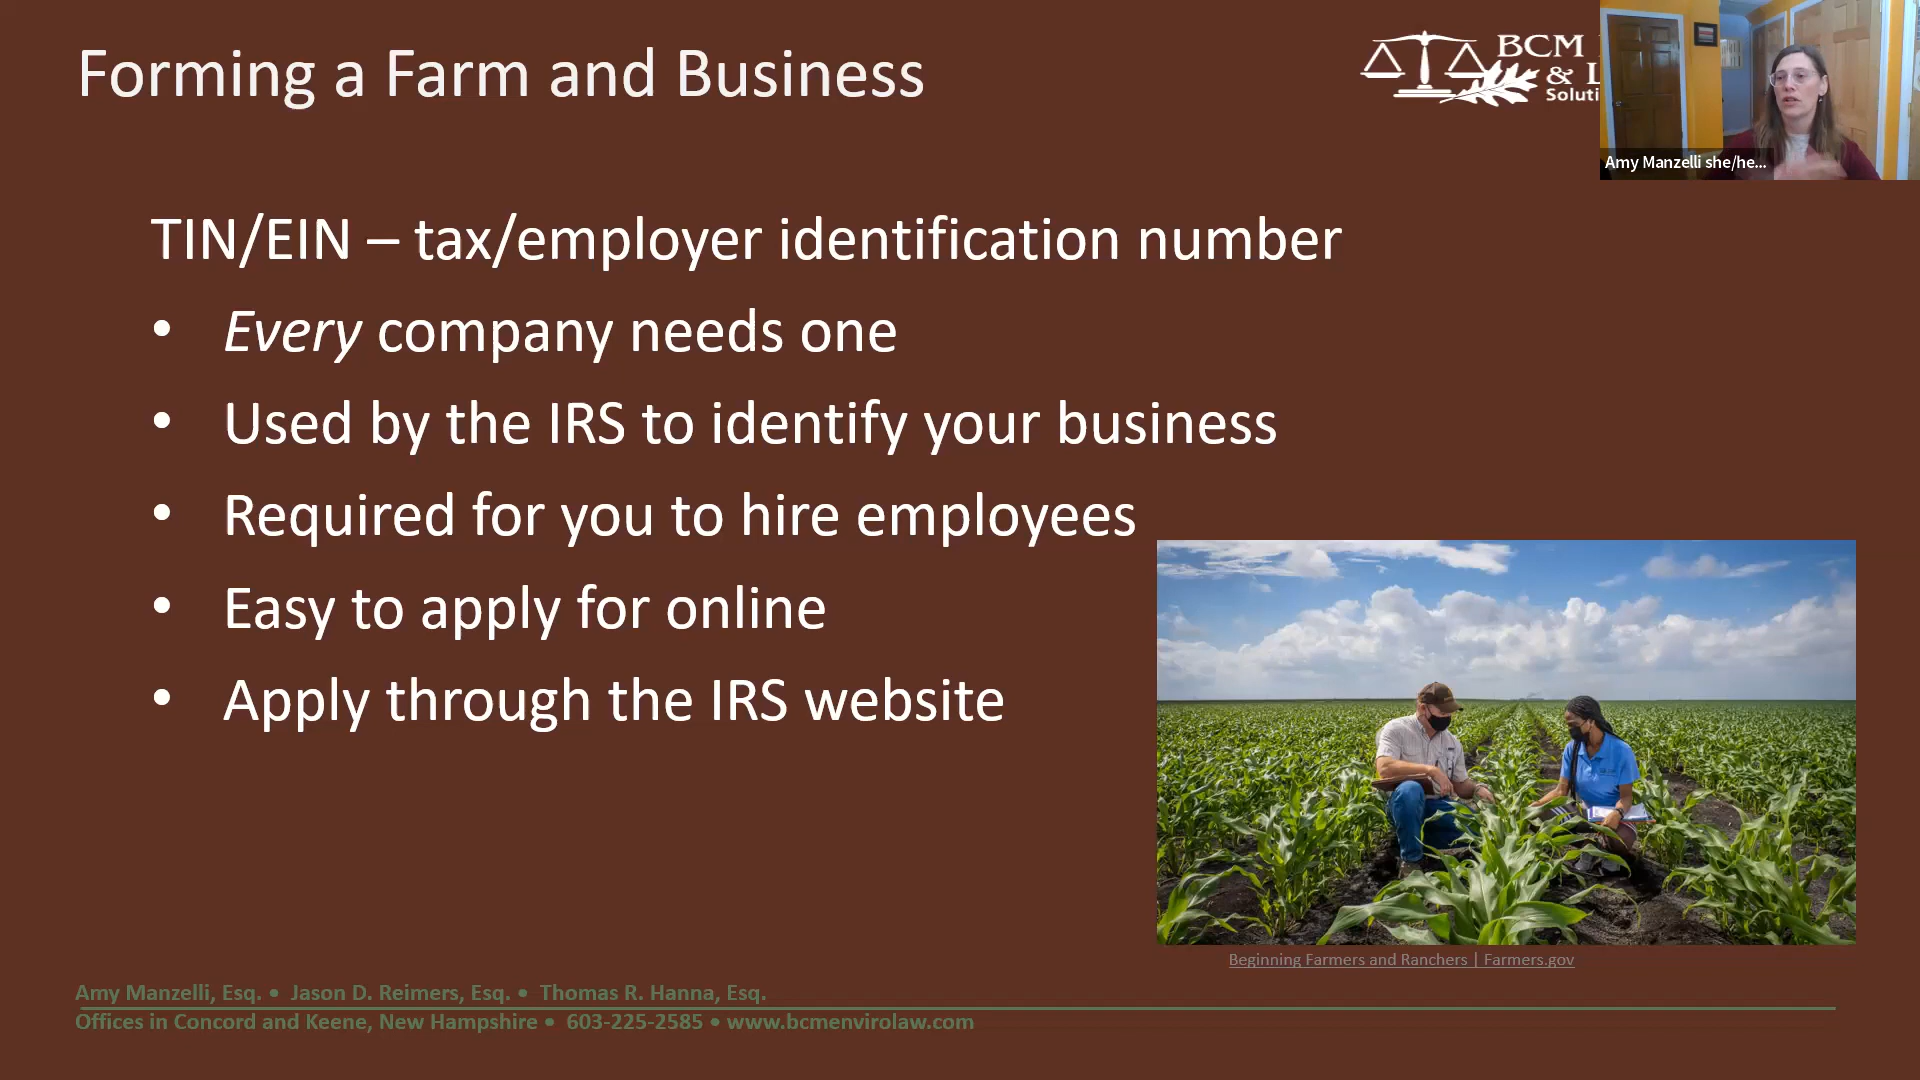 Forming a Farm and Business
BCM
& L
Soluti
Amy Manzelli she/he...
TIN/EIN – tax/employer identification number
• Every company needs one
• Used by the IRS to identify your business
• Required for you to hire employees
• Easy to apply for online
• Apply through the IRS website
Beginning Farmers and Ranchers | Farmers.gov
Amy Manzelli, Esq. • Jason D. Reimers, Esq. • Thomas R. Hanna, Esq.
Offices in Concord and Keene, New Hampshire • 603-225-2585 • www.bcmenvirolaw.com